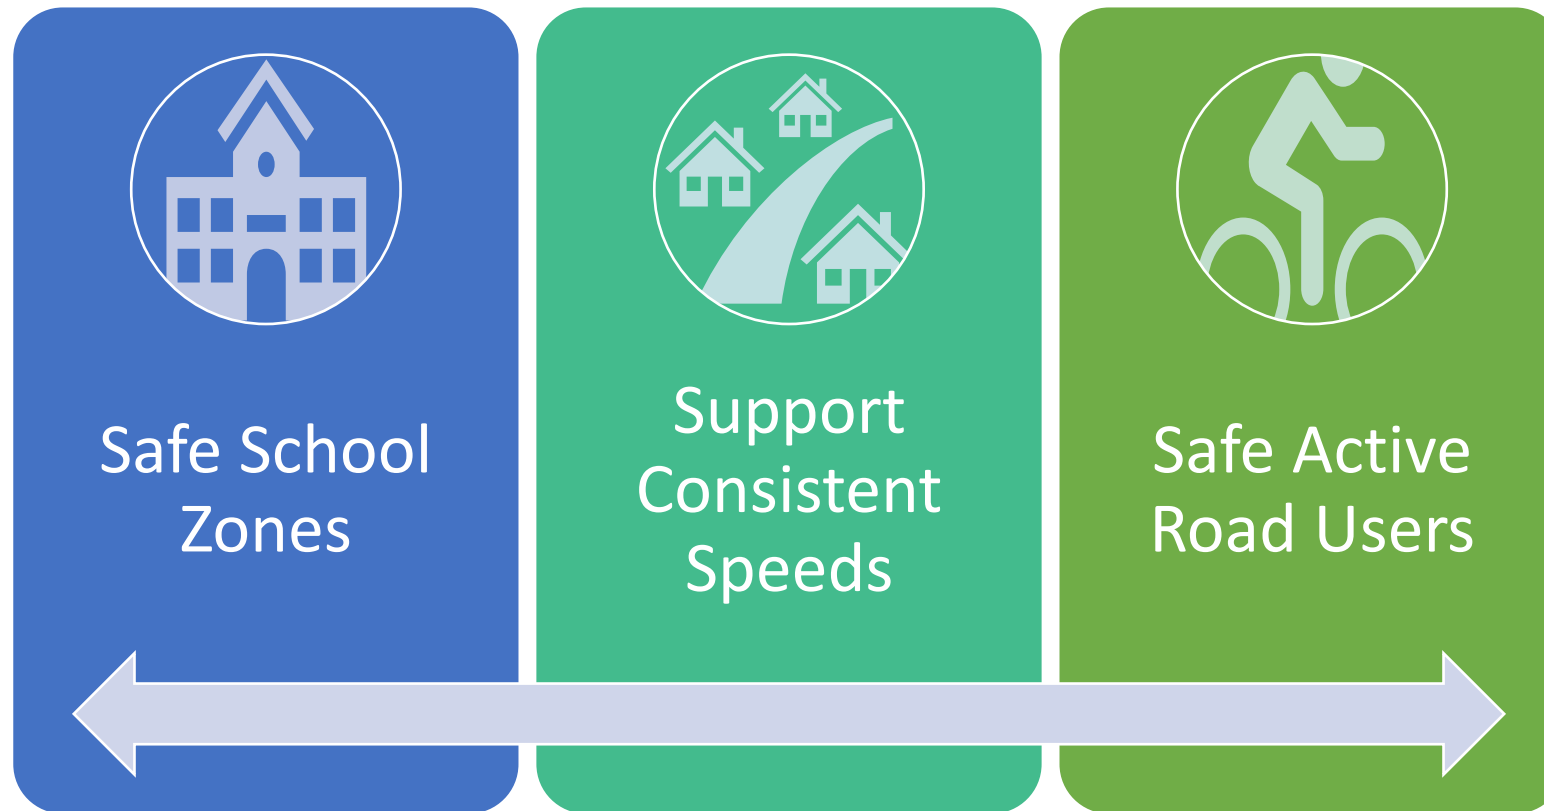 Safe School
Zones
Support
Consistent
Speeds
Safe Active
Road Users